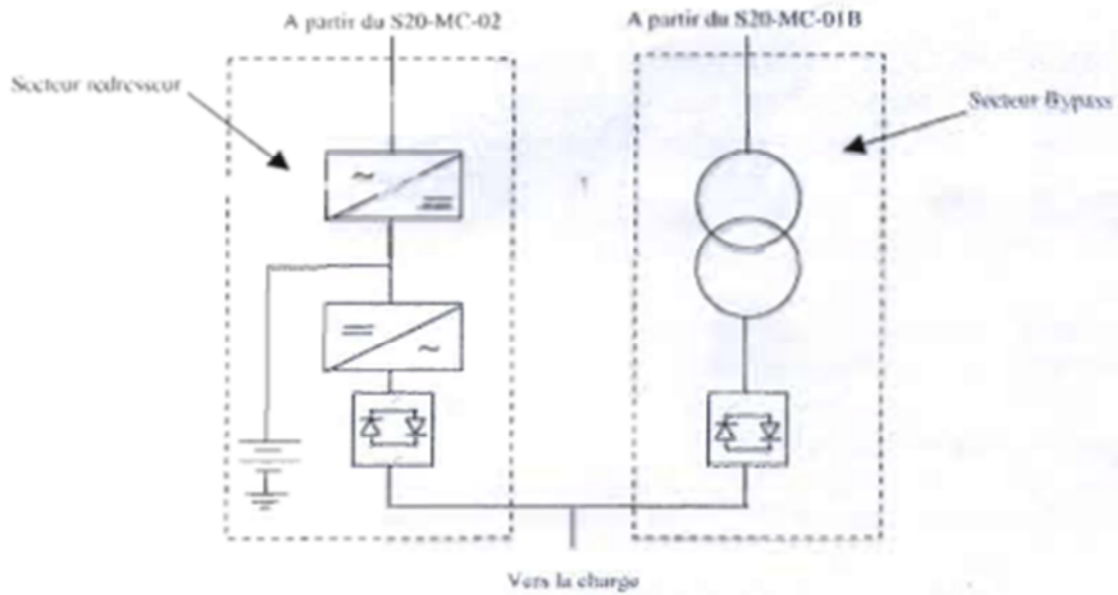 A partir du S20-MC-02
A partir du S20-MC-01B
Secteur redresseur
Secteur Bypass
Vers la charge